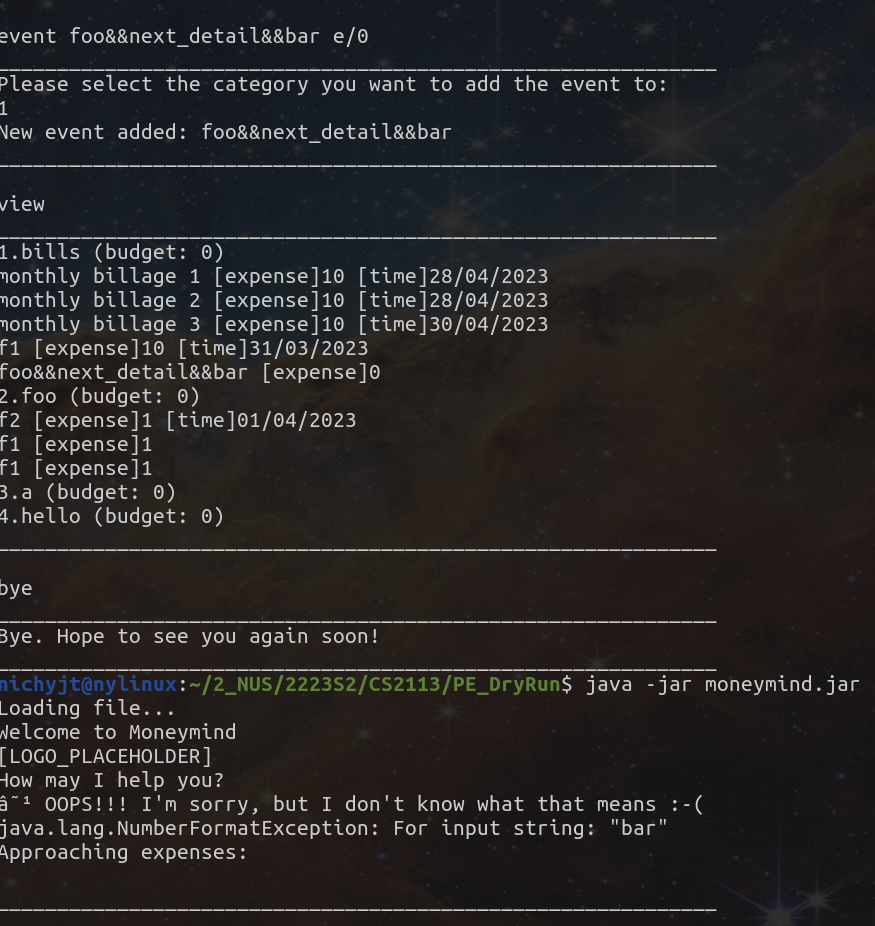 event foo&&next_detail&&bar e/0
____________________________________________________________
Please select the category you want to add the event to:
1
New event added: foo&&next_detail&&bar
____________________________________________________________
view
____________________________________________________________
1.bills (budget: 0)
monthly billage 1 [expense]10 [time]28/04/2023
monthly billage 2 [expense]10 [time]28/04/2023
monthly billage 3 [expense]10 [time]30/04/2023
f1 [expense]10 [time]31/03/2023
foo&&next_detail&&bar [expense]0
2.foo (budget: 0)
f2 [expense]1 [time]01/04/2023
f1 [expense]1
f1 [expense]1
3.a (budget: 0)
4.hello (budget: 0)
____________________________________________________________
bye
____________________________________________________________
Bye. Hope to see you again soon!
____________________________________________________________
nichyjt@nylinux:~/2_NUS/2223S2/CS2113/PE_DryRun$ java -jar moneymind.jar
Loading file...
Welcome to Moneymind
[LOGO_PLACEHOLDER]
How may I help you?
â˜¹ OOPS!!! I'm sorry, but I don't know what that means :-(
java.lang.NumberFormatException: For input string: "bar"
Approaching expenses:
____________________________________________________________